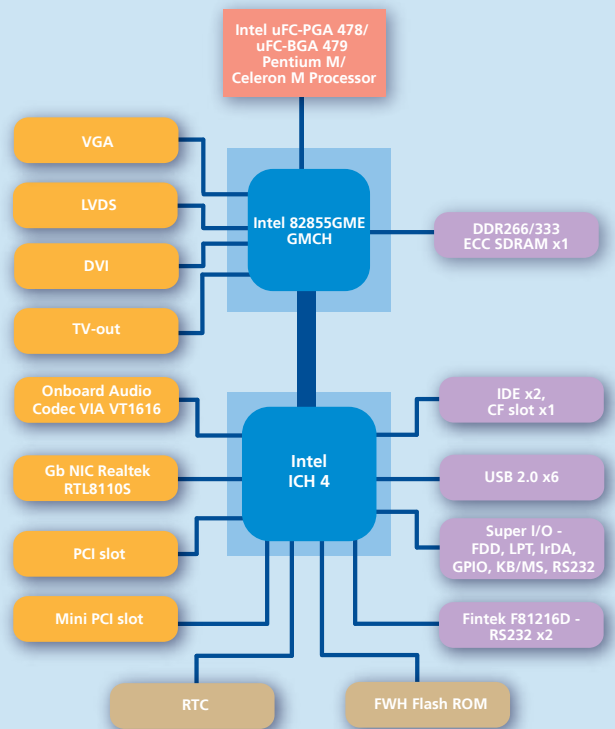 Intel uFC-PGA 478/
uFC-BGA 479
Pentium M/
Celeron M Processor
VGA
LVDS
DVI
TV-out
Intel 82855GME
GMCH
DDR266/333
ECC SDRAM x1
Onboard Audio
Codec VIA VT1616
Gb NIC Realtek
RTL8110S
PCI slot
Mini PCI slot
Intel
ICH 4
IDE x2,
CF slot x1
USB 2.0 x6
Super I/O -
FDD, LPT, IrDA,
GPIO, KB/MS, RS232
Fintek F81216D -
RS232 x2
RTC
FWH Flash ROM